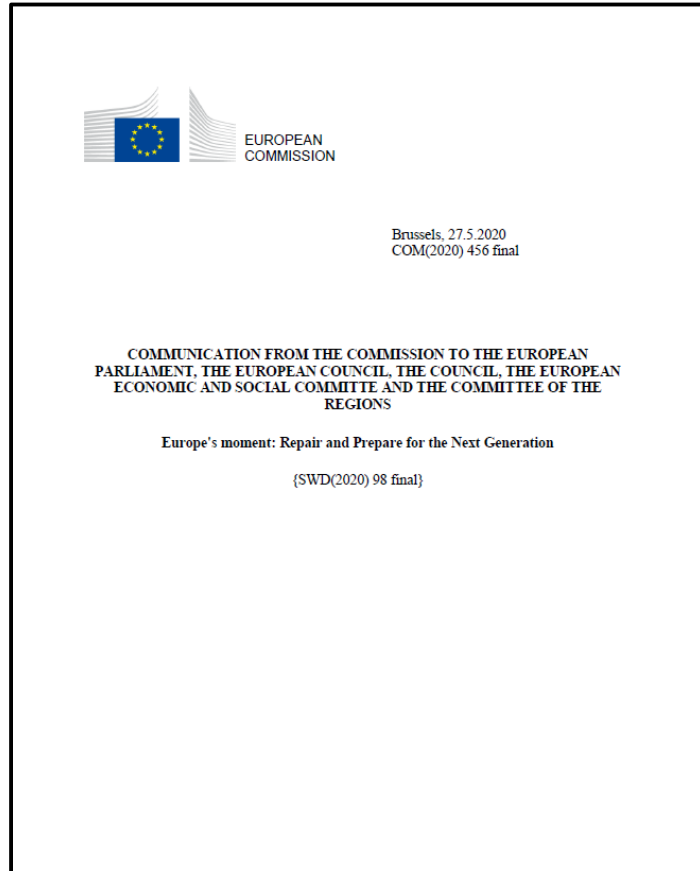 EUROPEAN
COMMISSION
Brussels, 27.5.2020
COM(2020) 456 final
COMMUNICATION FROM THE COMMISSION TO THE EUROPEAN
PARLIAMENT, THE EUROPEAN COUNCIL, THE COUNCIL, THE EUROPEAN
ECONOMIC AND SOCIAL COMMITTE AND THE COMMITTEE OF THE
REGIONS
Europe's moment: Repair and Prepare for the Next Generation
{SWD(2020) 98 final}